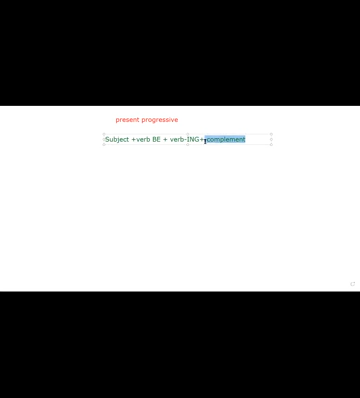 present progressive
Subject +verb BE + verb-ING+ complement